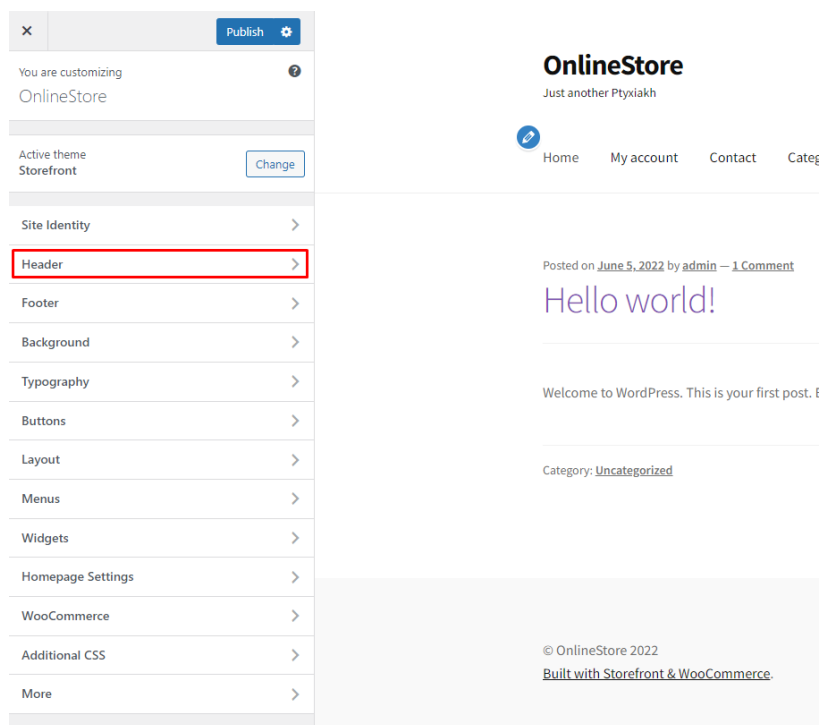 Publish
You are customizing
OnlineStore
Active theme
Storefront
Change
Site Identity
Header
Footer
Background
Typography
Buttons
Layout
Menus
Widgets
Homepage Settings
WooCommerce
Additional CSS
More
OnlineStore
Just another Ptyxiakh
Home My account Contact Categ
Posted on June 5, 2022 by admin — 1 Comment
Hello world!
Welcome to WordPress. This is your first post. E
Category: Uncategorized
© OnlineStore 2022
Built with Storefront & WooCommerce.